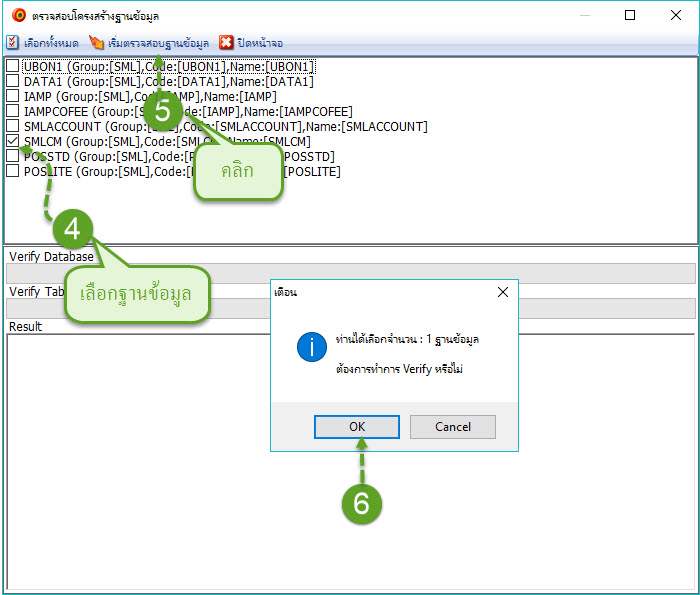 ตรวจสอบโครงสร้างฐานข้อมูล
เลือกทั้งหมด เริ่มตรวจสอบฐานข้อมูล ปิดหน้าจอ
UBON1 (Group:[SML],Code:[UBON1],Name:[UBON1]
DATA1 (Group:[SML],Code:[DATA1],Name:[DATA1]
IAMP (Group:[SML],Code:[IAMP],Name:[IAMP]
IAMPCOFEE (Group:[S ode:[IAMP],Name:[IAMPCOFEE]
SMLACCOUNT (Group:[SML],Code:[SMLACCOUNT],Name:[SMLACCOUNT]
SMLCM (Group:[SML],Code:[SMLC Name:[SMLCM]
POSSTD (Group:[SML],Code:[P POSSTD]
POSLITE (Group:[SML],Code:[ [POSLITE]
5
คลิก
4
เลือกฐานข้อมูล
Verify Database
Verify Tab
Result
เตือน
ท่านได้เลือกจำนวน : 1 ฐานข้อมูล
ต้องการทำการ Verify หรือไม่
OK Cancel
6